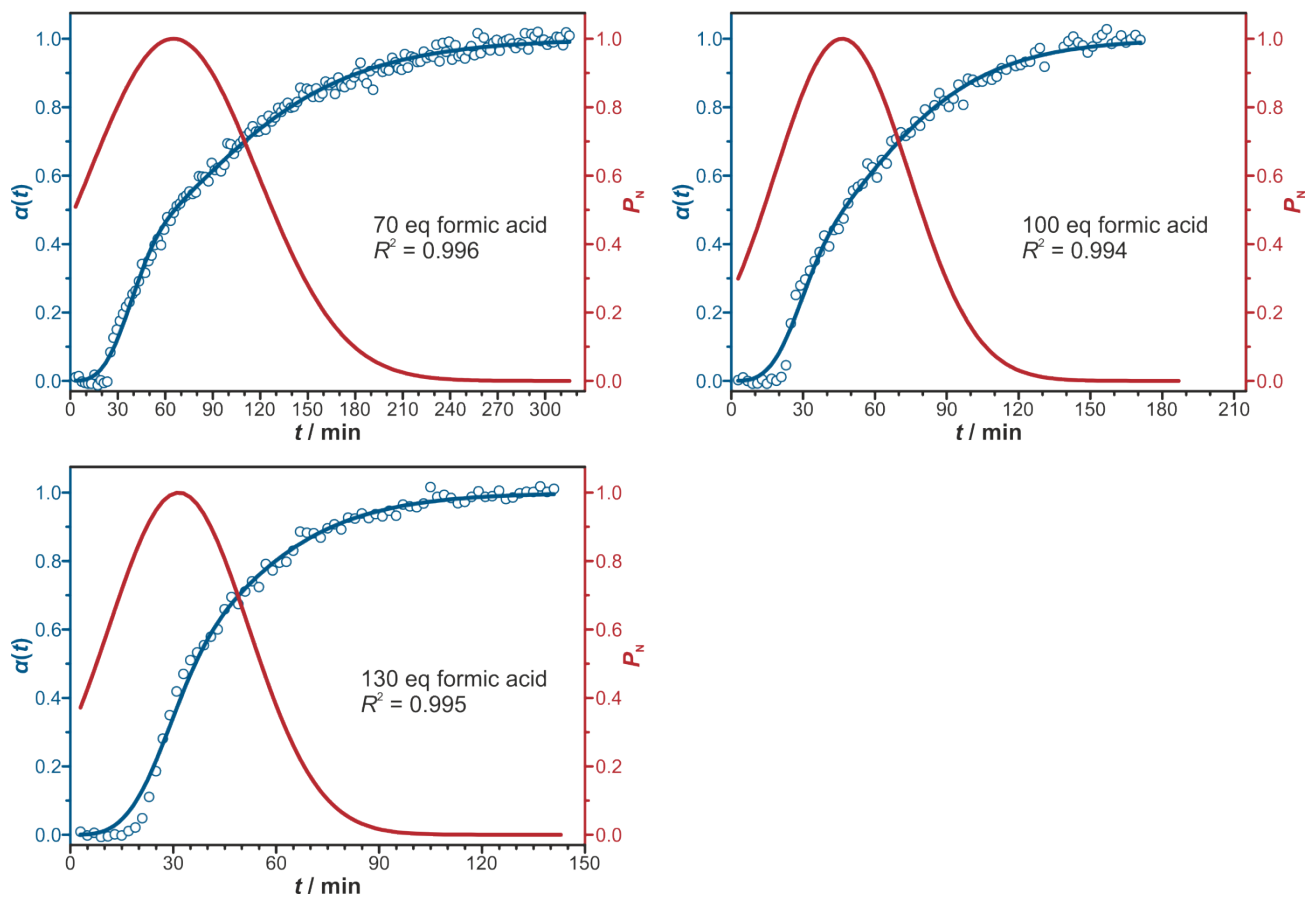 1.0
0.8
0.6
0.4
0.2
0.0
α(t)
1.0
0.8
0.6
0.4
0.2
0.0
P_N
70 eq formic acid
R² = 0.996
0 30 60 90 120 150 180 210 240 270 300
t / min
1.0
0.8
0.6
0.4
0.2
0.0
α(t)
1.0
0.8
0.6
0.4
0.2
0.0
P_N
100 eq formic acid
R² = 0.994
0 30 60 90 120 150 180 210
t / min
1.0
0.8
0.6
0.4
0.2
0.0
α(t)
1.0
0.8
0.6
0.4
0.2
0.0
P_N
130 eq formic acid
R² = 0.995
0 30 60 90 120 150
t / min